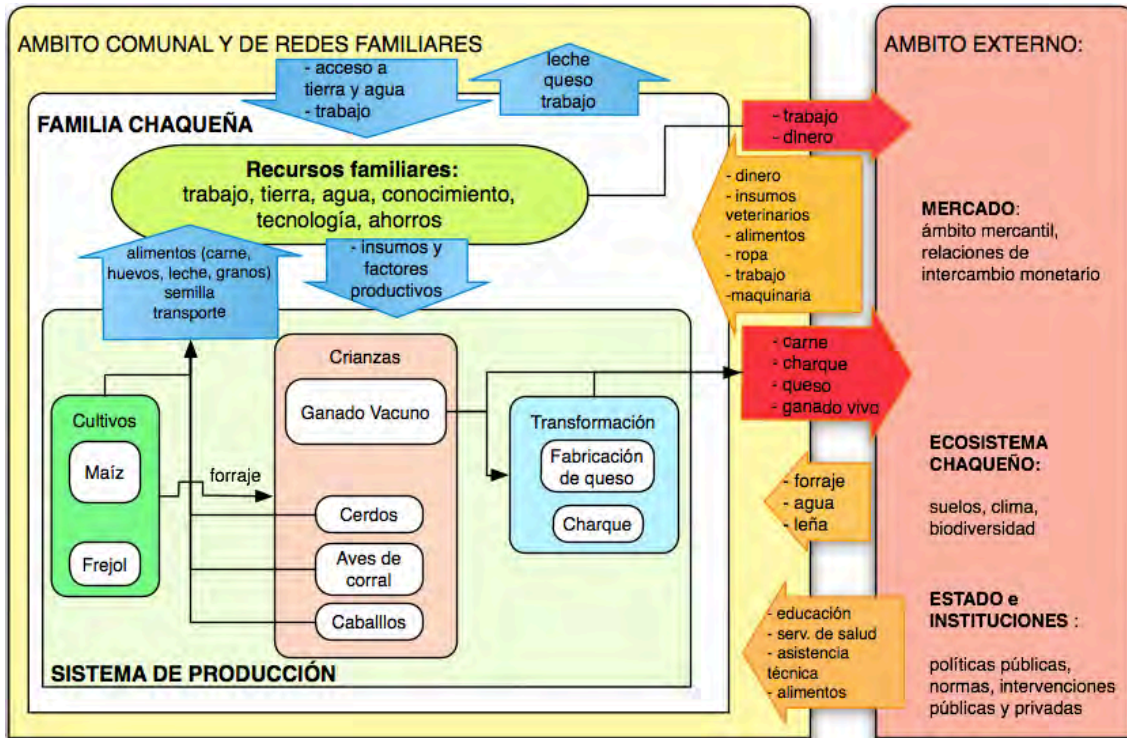 AMBITO COMUNAL Y DE REDES FAMILIARES
- acceso a
tierra y agua
- trabajo
leche
queso
trabajo
FAMILIA CHAQUEÑA
Recursos familiares:
trabajo, tierra, agua, conocimiento,
tecnología, ahorros
alimentos (carne,
huevos, leche, granos)
semilla
transporte
- insumos y
factores
productivos
Cultivos
Maíz
Frejol
forraje
Crianzas
Ganado Vacuno
Cerdos
Aves de
corral
Caballlos
Transformación
Fabricación
de queso
Charque
SISTEMA DE PRODUCCIÓN
- trabajo
- dinero
- dinero
- insumos
veterinarios
- alimentos
- ropa
- trabajo
-maquinaria
- carne
- charque
- queso
- ganado vivo
- forraje
- agua
- leña
- educación
- serv. de salud
- asistencia
técnica
- alimentos
AMBITO EXTERNO:
MERCADO:
ámbito mercantil,
relaciones de
intercambio monetario
ECOSISTEMA
CHAQUEÑO:
suelos, clima,
biodiversidad
ESTADO e
INSTITUCIONES :
políticas públicas,
normas, intervenciones
públicas y privadas